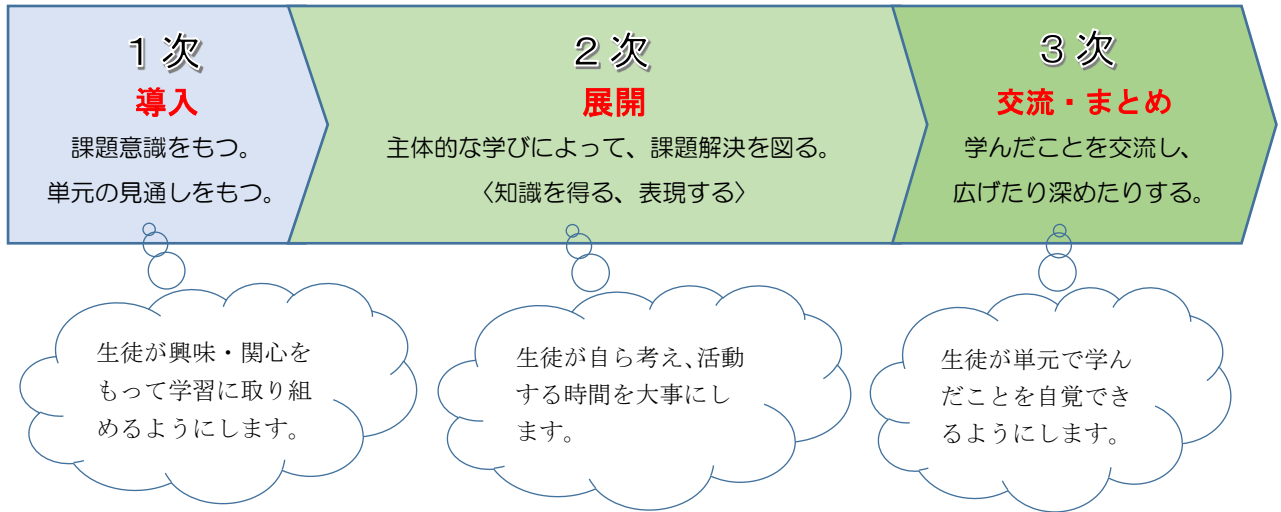 １次
導入
課題意識をもつ。
単元の見通しをもつ。
２次
展開
主体的な学びによって、課題解決を図る。
〈知識を得る、表現する〉
３次
交流・まとめ
学んだことを交流し、
広げたり深めたりする。
生徒が興味・関心を
もって学習に取り組
めるようにします。
生徒が自ら考え、活動
する時間を大事にし
ます。
生徒が単元で学ん
だことを自覚でき
るようにします。